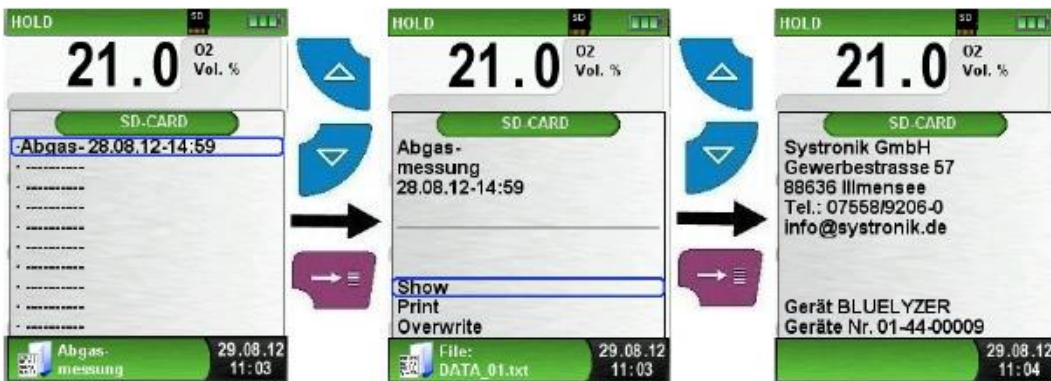 HOLD
SD
21.0
O2
Vol. %
SD-CARD
·Abgas- 28.08.12-14:59
· -----------
· -----------
· -----------
· -----------
· -----------
· -----------
· -----------
· -----------
· -----------
Abgas-
messung
29.08.12
11:03
HOLD
SD
21.0
O2
Vol. %
SD-CARD
Abgas-
messung
28.08.12-14:59
Show
Print
Overwrite
File:
DATA_01.txt
29.08.12
11:03
HOLD
SD
21.0
O2
Vol. %
SD-CARD
Systronik GmbH
Gewerbestrasse 57
88636 Illmensee
Tel.: 07558/9206-0
info@systronik.de
Gerät BLUELYZER
Geräte Nr. 01-44-00009
29.08.12
11:04